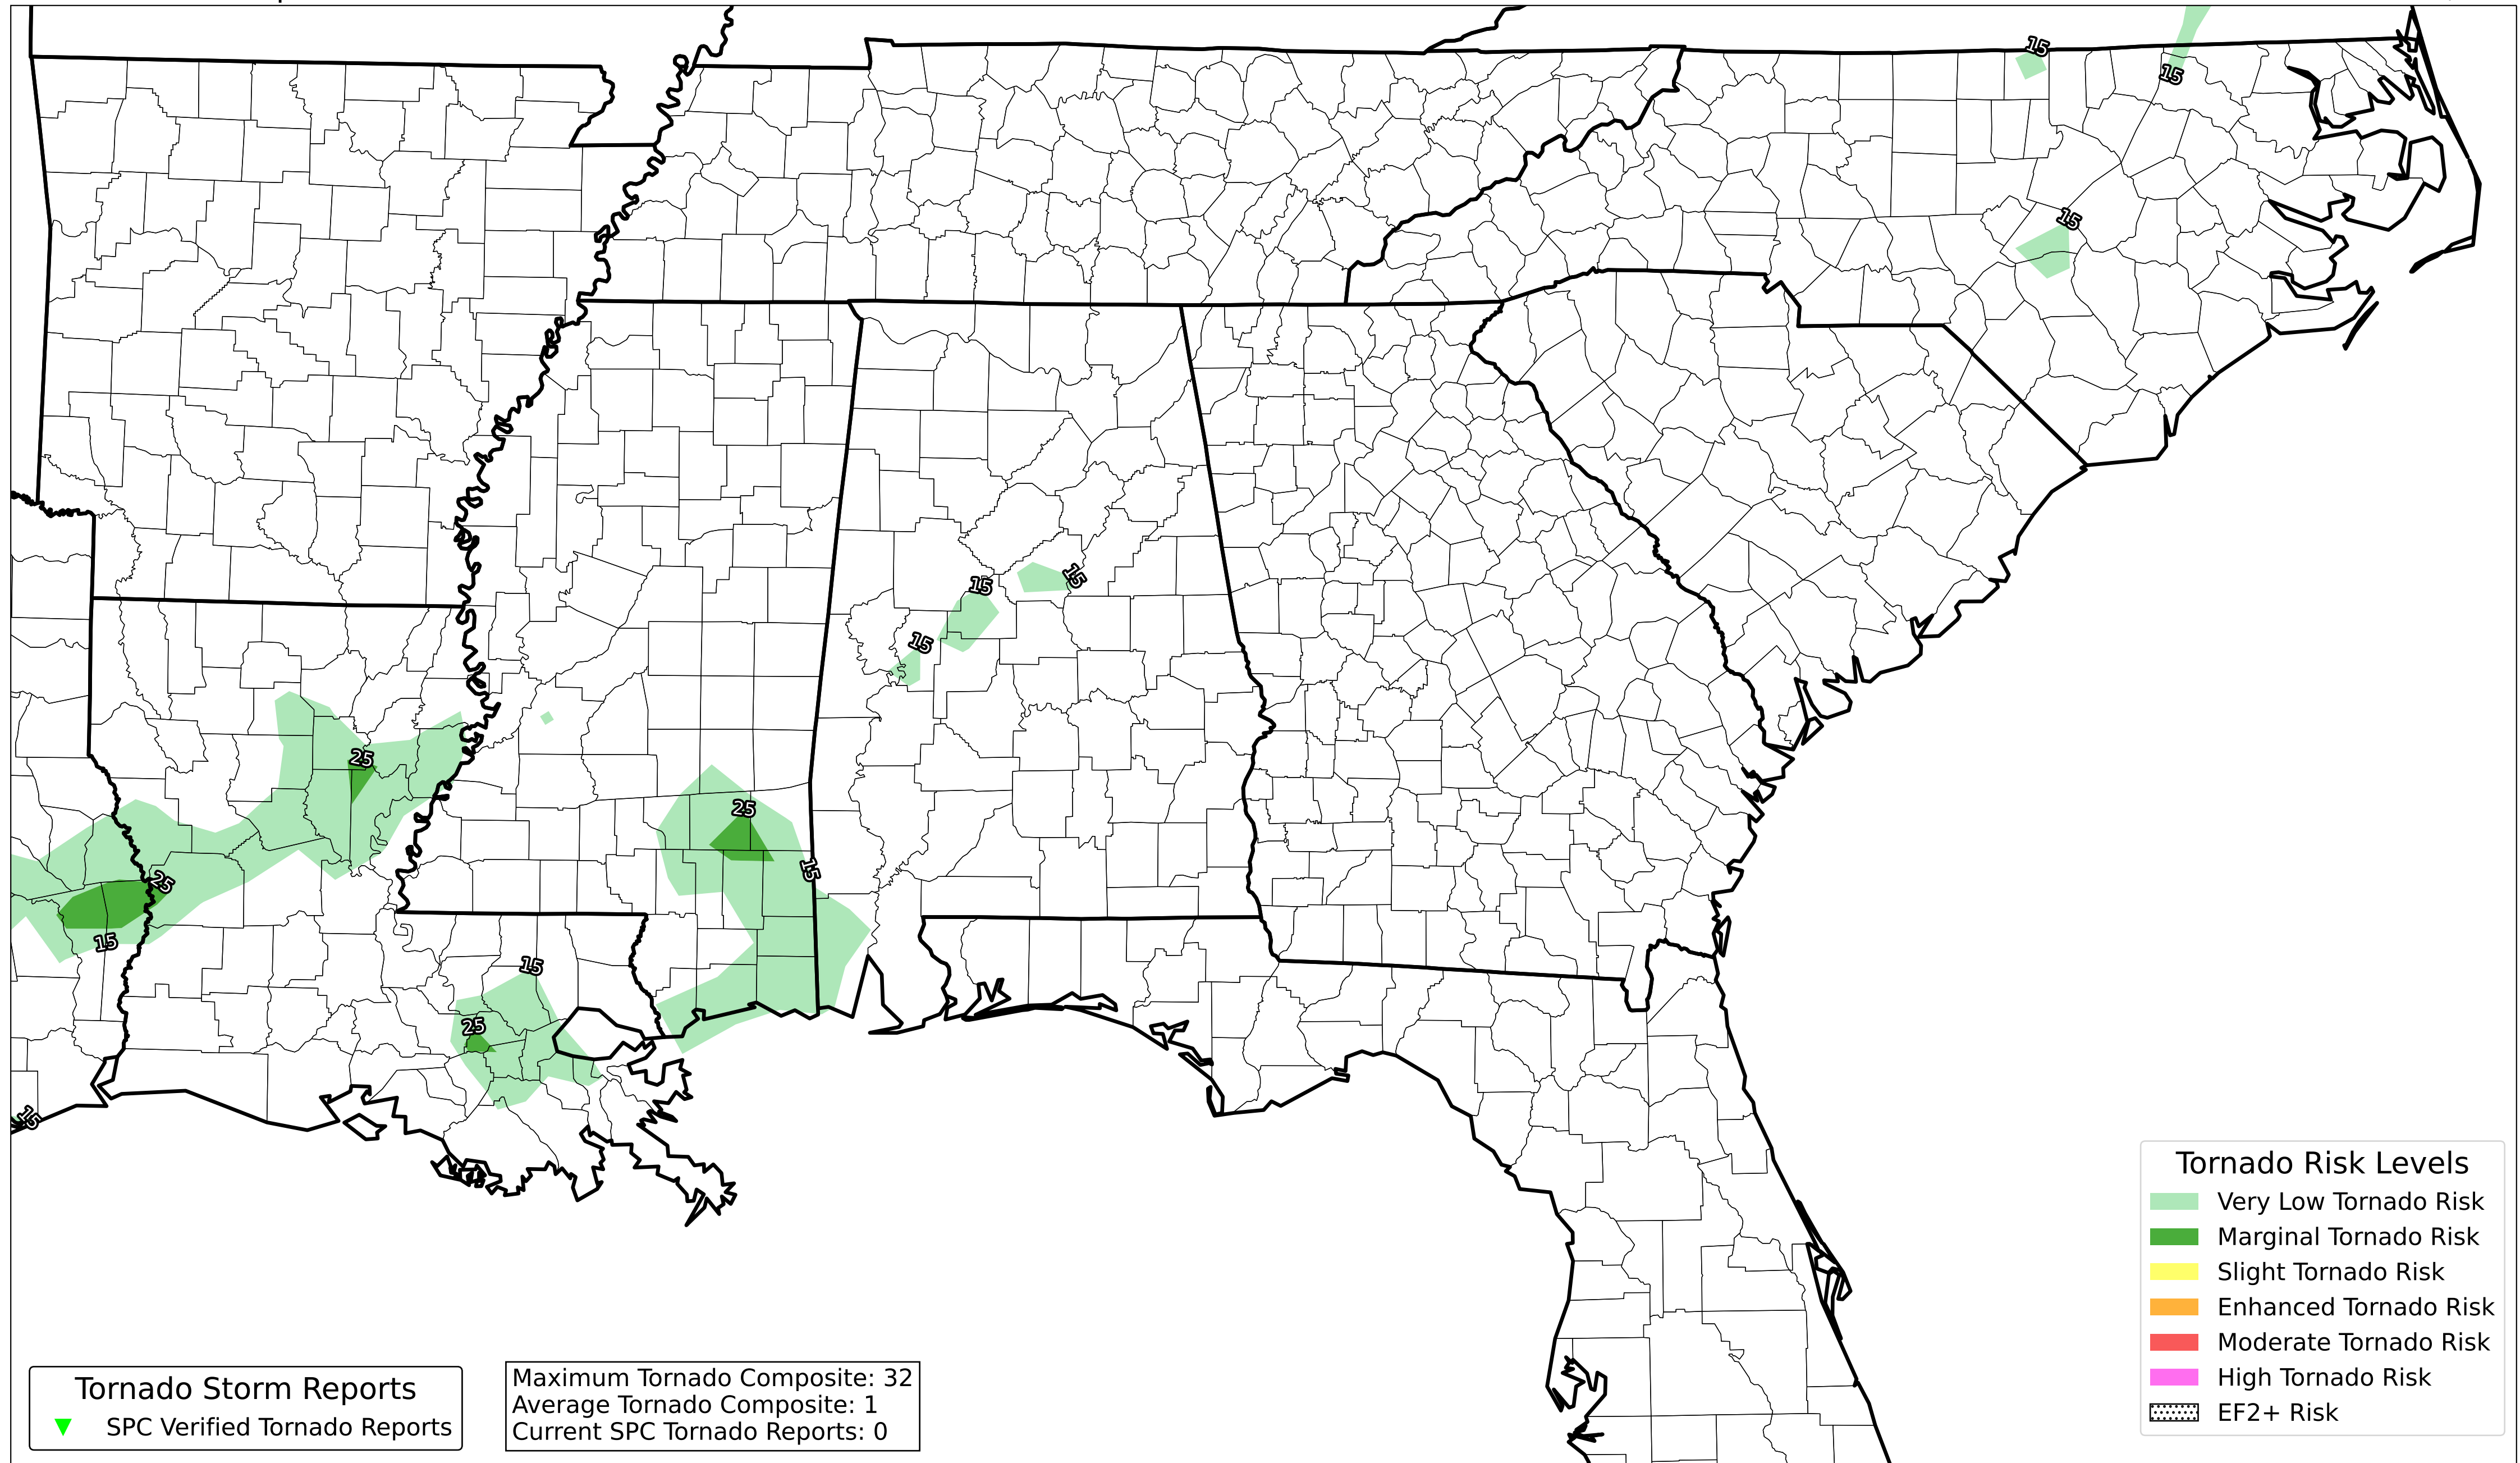 15
15
15
15
15
15
25
25
15
25
15
15
25
15
Tornado Risk Levels
Very Low Tornado Risk
Marginal Tornado Risk
Slight Tornado Risk
Enhanced Tornado Risk
Moderate Tornado Risk
High Tornado Risk
EF2+ Risk
Tornado Storm Reports
SPC Verified Tornado Reports
Maximum Tornado Composite: 32
Average Tornado Composite: 1
Current SPC Tornado Reports: 0